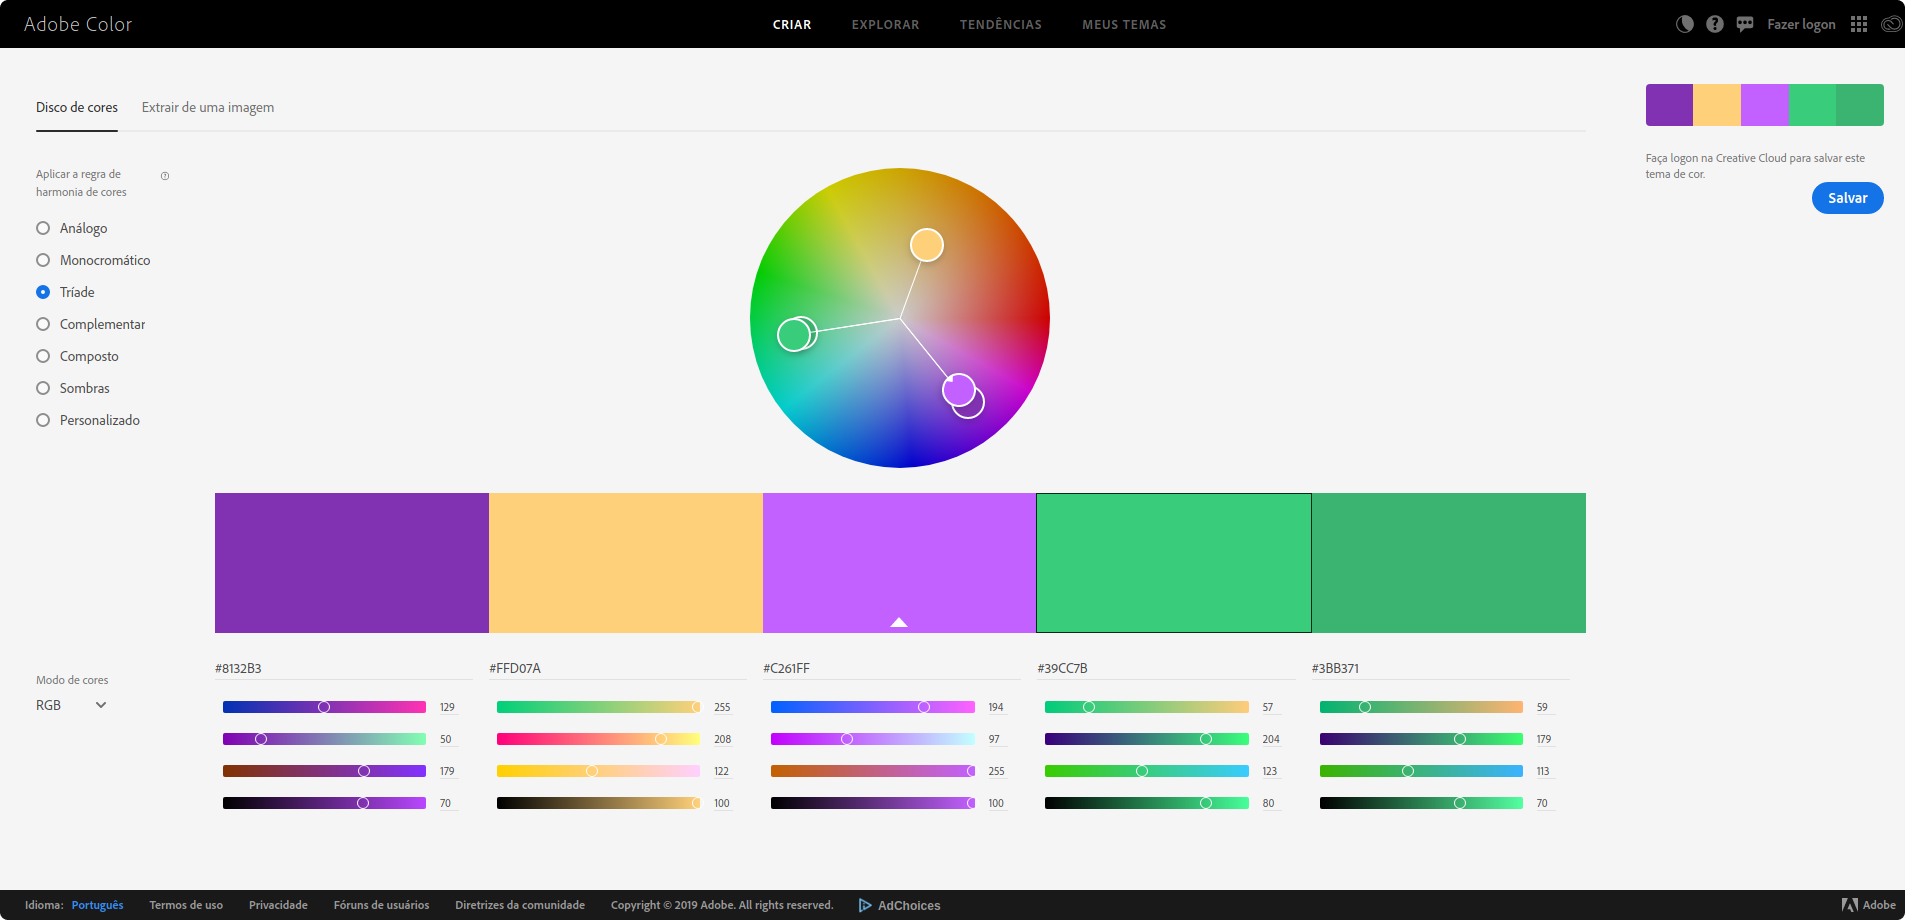 Adobe Color
CRIAR
EXPLORAR
TENDÊNCIAS
MEUS TEMAS
Fazer logon
Disco de cores
Extrair de uma imagem
Faça logon na Creative Cloud para salvar este
tema de cor.
Salvar
Aplicar a regra de
harmonia de cores
Análogo
Monocromático
Tríade
Complementar
Composto
Sombras
Personalizado
Modo de cores
RGB
#8132B3
129
50
179
70
#FFD07A
255
208
122
100
#C261FF
194
97
255
100
#39CC7B
57
204
123
80
#3BB371
59
179
113
70
Idioma: Português
Termos de uso
Privacidade
Fóruns de usuários
Diretrizes da comunidade
Copyright © 2019 Adobe. All rights reserved.
AdChoices
Adobe